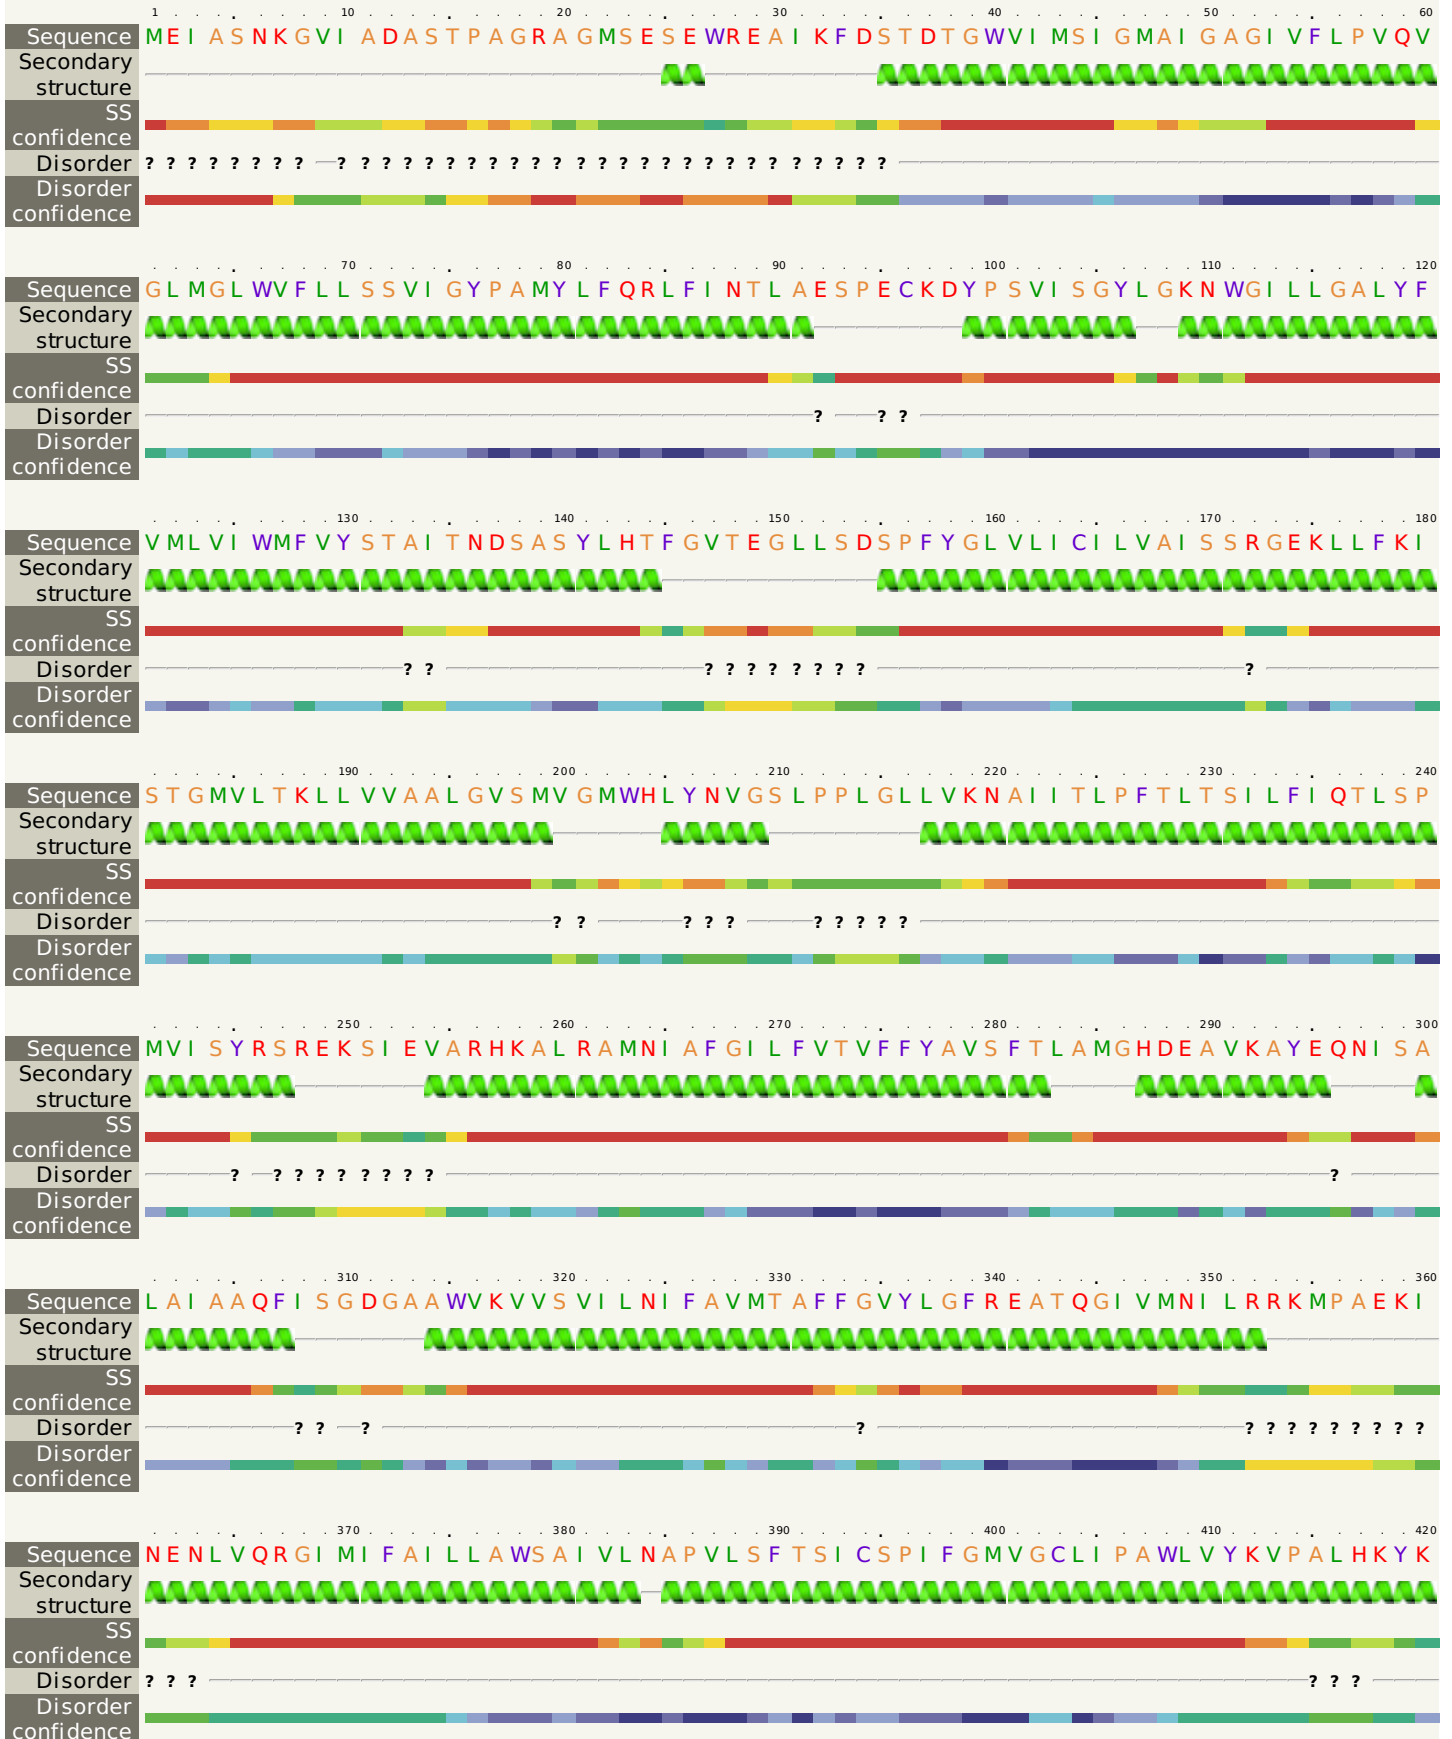 1 10 20 30 40 50 60
Sequence MEIASNKGVIADASTPAGRAGMSESEWREAIKFDSTDTGWVIMSIGMAIGAGIVFLPVQV
Secondary
structure
SS
confidence
Disorder ? ? ? ? ? ? ? ? ? ? ? ? ? ? ? ? ? ? ? ? ? ? ? ? ? ? ? ? ? ? ? ? ? ?
Disorder
confidence
70 80 90 100 110 120
Sequence GLMGLWVFLLSSVIGYPAMYLFQRLFINTLAESPECKDYPSVISGYLGKNWGILLGALYF
Secondary
structure
SS
confidence
Disorder ? ? ?
Disorder
confidence
130 140 150 160 170 180
Sequence VMLVIWMFVYSTAITNDSASYLHTFGVTEGLLSDSPFYGLVLICILVAISSRGEKLLFKI
Secondary
structure
SS
confidence
Disorder ? ? ? ? ? ? ? ? ? ? ?
Disorder
confidence
190 200 210 220 230 240
Sequence STGMVLTKLLVVAALGVSMVGMWHLYNVGSLPPLGLLVKNAIITLPFTLTSILFIQTLSP
Secondary
structure
SS
confidence
Disorder ? ? ? ? ? ? ? ? ? ?
Disorder
confidence
250 260 270 280 290 300
Sequence MVISYRSREKSIEVARHKALRAMNIAFGILFVTVFFYAVSFTLAMGHDEAVKAYEQNISA
Secondary
structure
SS
confidence
Disorder ? ? ? ? ? ? ? ? ? ?
Disorder
confidence
310 320 330 340 350 360
Sequence LAIAAQFISGDGAAWVKVVSVILNIFAVMTAFFGVYLGFREATQGIVMNILRRKMPAEKI
Secondary
structure
SS
confidence
Disorder ? ? ? ? ? ? ? ? ? ? ? ? ?
Disorder
confidence
370 380 390 400 410 420
Sequence NENLVQRGIMIFAILLAWSAIVLNAPVLSFTSICSPIFGMVGCLIPAWLVYKVPALHKYK
Secondary
structure
SS
confidence
Disorder ? ? ? ? ? ?
Disorder
confidence